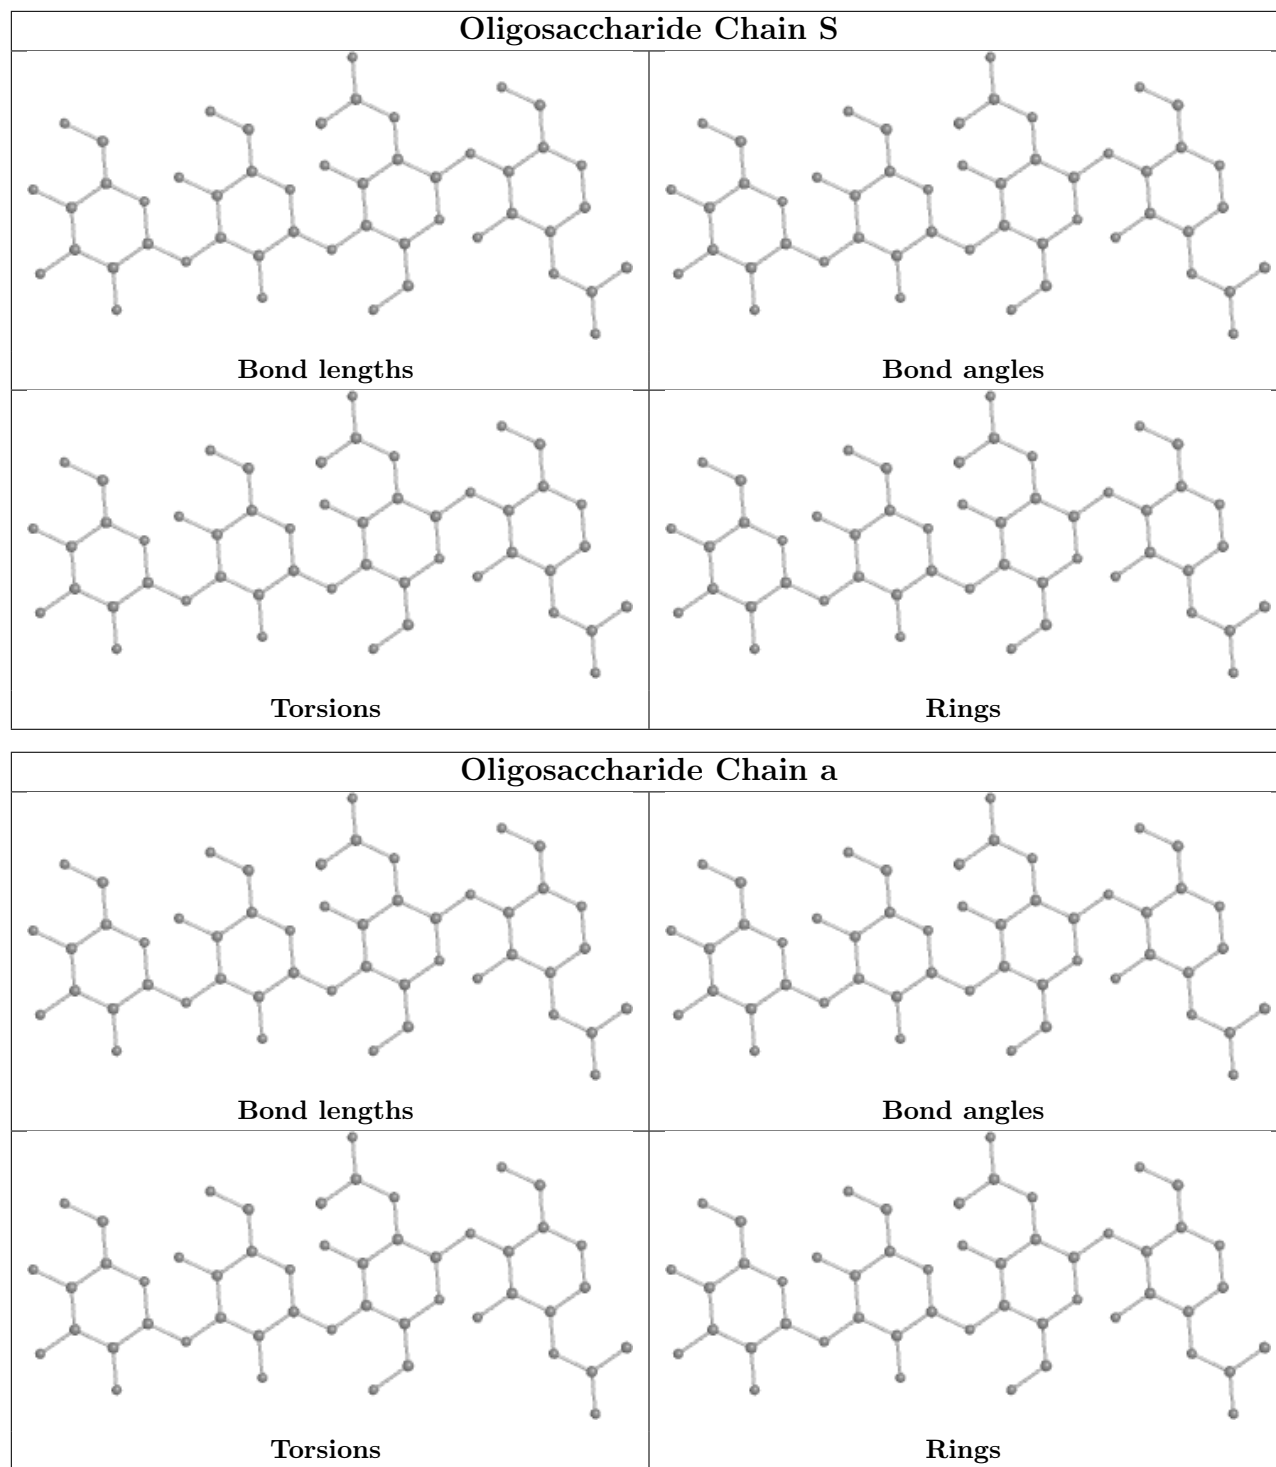 Oligosaccharide Chain S
Bond lengths
Bond angles
Torsions
Rings
Oligosaccharide Chain a
Bond lengths
Bond angles
Torsions
Rings